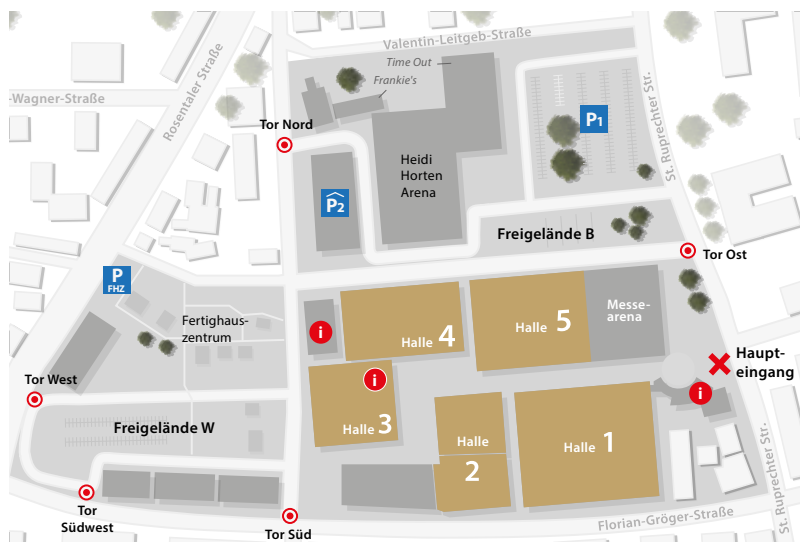 Valentin-Leitgeb-Straße
Time Out
Frankie's
-Wagner-Straße
Rosentaler Straße
St. Ruprechter Str.
Tor Nord
P1
Heidi
Horten
Arena
P2
Freigelände B
Tor Ost
P
FHZ
Fertighaus-
zentrum
i
Halle 4
Halle 5
Messe-
arena
Haupt-
eingang
i
i
Tor West
Halle 3
Freigelände W
Halle
2
Halle 1
Tor
Südwest
Tor Süd
Florian-Gröger-Straße
St. Ruprechter Str.